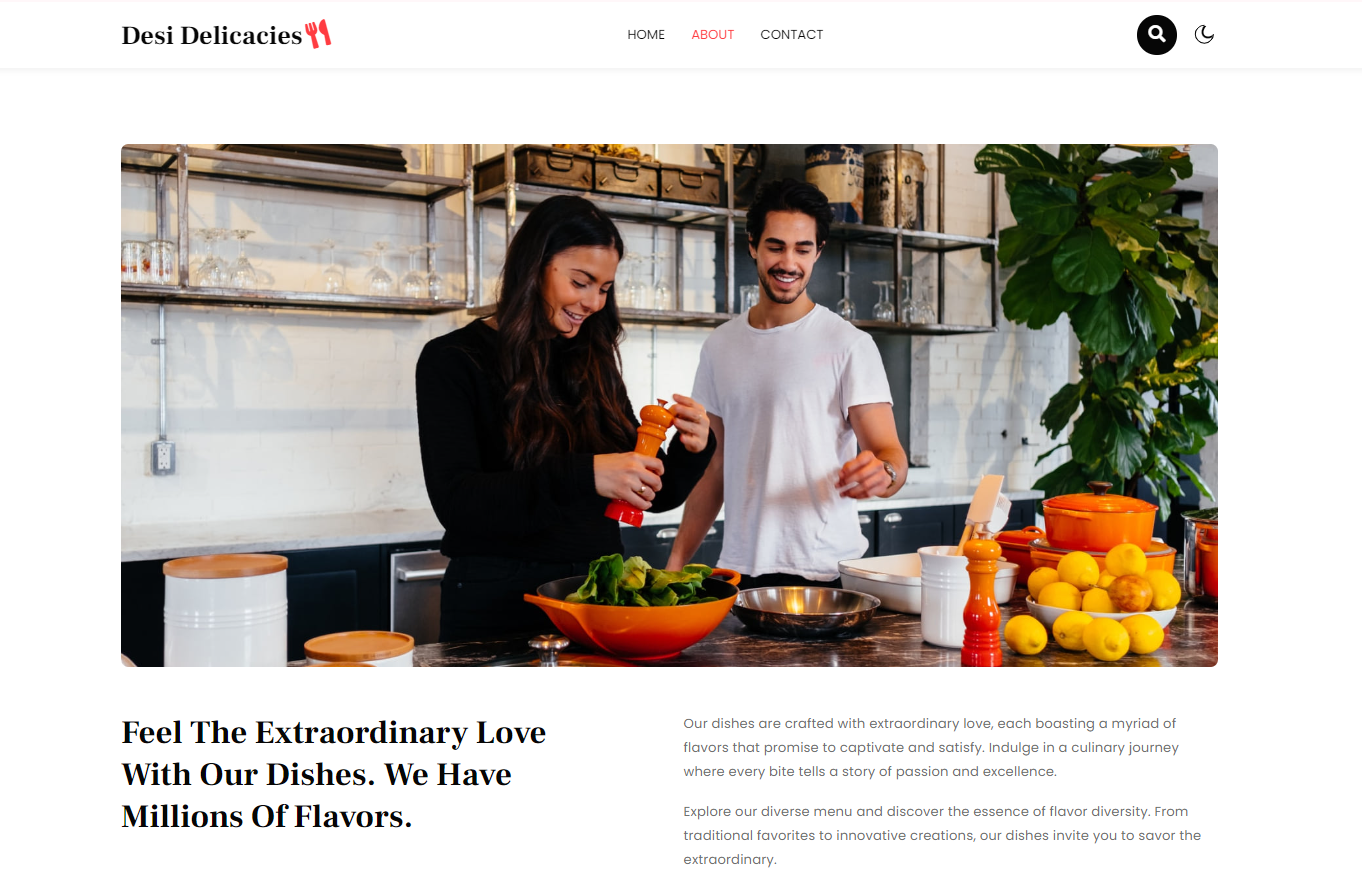 Desi Delicacies
HOME ABOUT CONTACT
Feel The Extraordinary Love
With Our Dishes. We Have
Millions Of Flavors.
Our dishes are crafted with extraordinary love, each boasting a myriad of
flavors that promise to captivate and satisfy. Indulge in a culinary journey
where every bite tells a story of passion and excellence.
Explore our diverse menu and discover the essence of flavor diversity. From
traditional favorites to innovative creations, our dishes invite you to savor the
extraordinary.